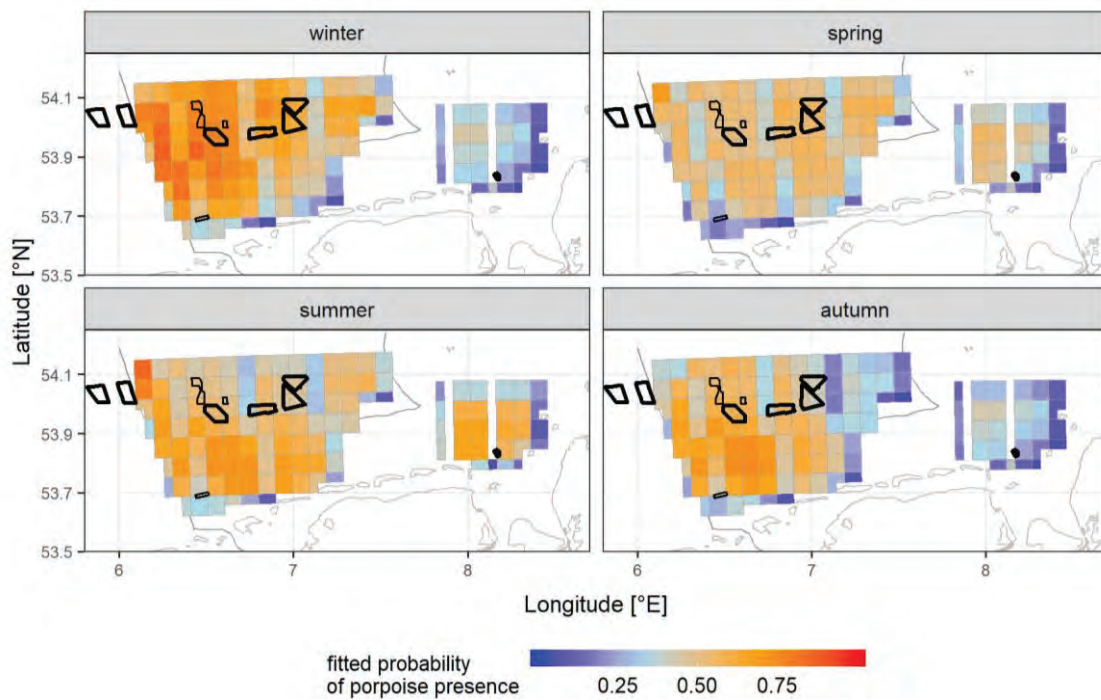 winter
spring
54.1
53.9
53.7
53.5
summer
autumn
54.1
53.9
53.7
53.5
Latitude [°N]
6
7
8
6
7
8
Longitude [°E]
fitted probability
of porpoise presence
0.25
0.50
0.75